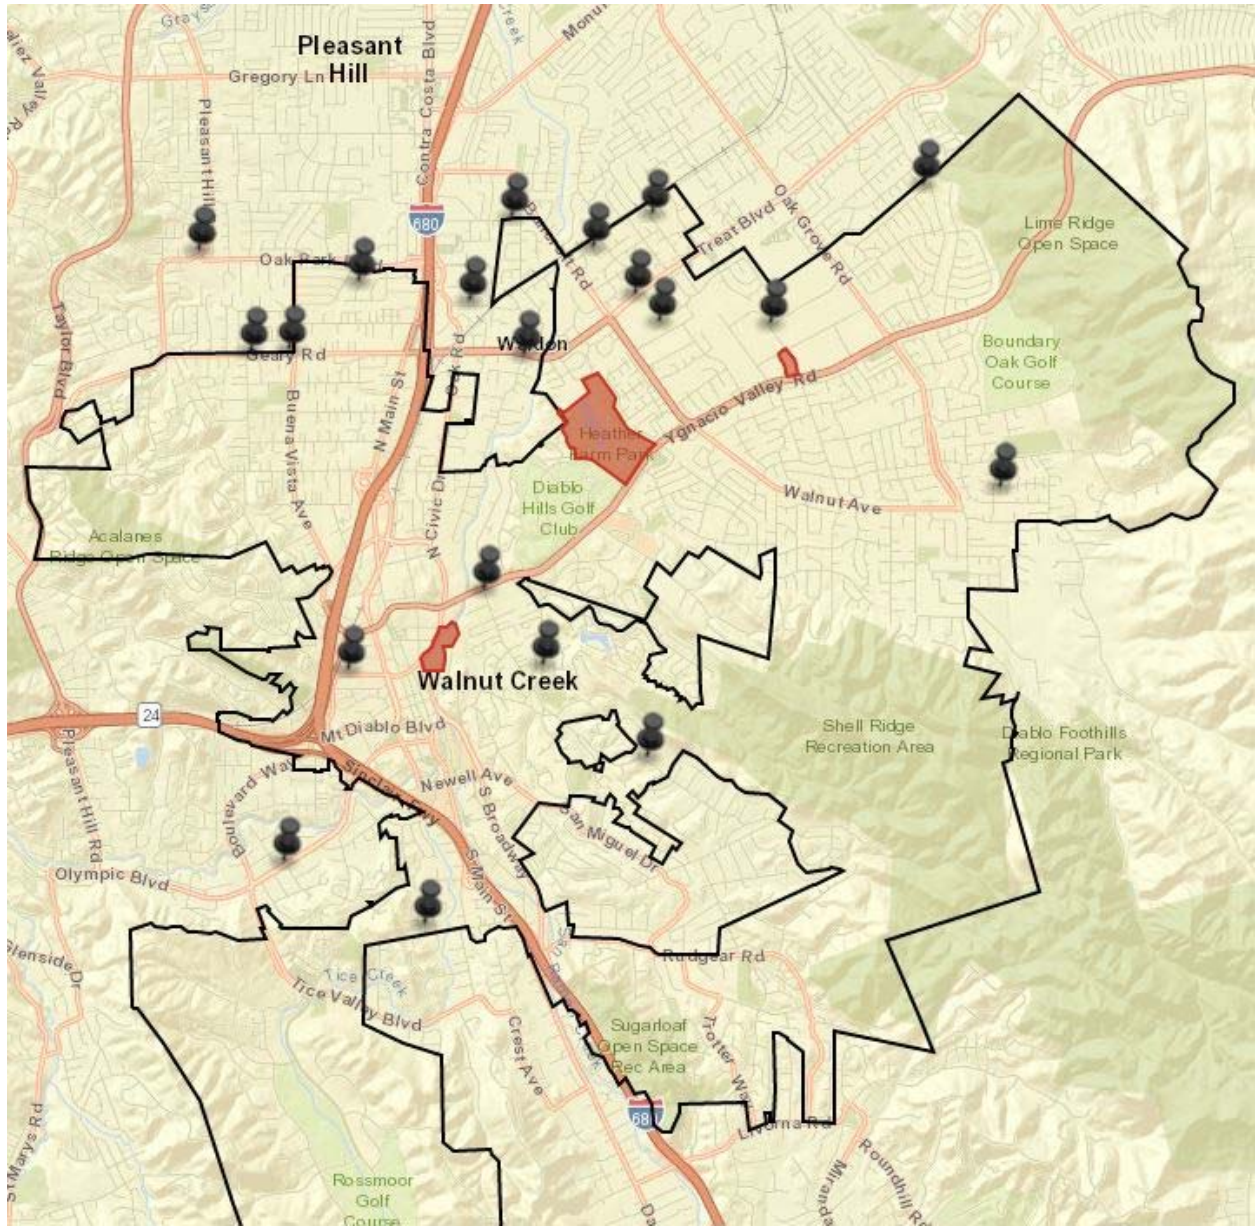 Pleasant
Hill
Gregory Ln
Contra Costa Blvd
Creek
Pleasant Hill
680
Oak Park
Treat Blvd
Oak Grove Rd
Lime Ridge
Open Space
Taylor Blvd
Geary Rd
Boundary
Oak Golf
Course
N Main St
Buena Vista Ave
Ygnacio Valley Rd
Heather
Farm Park
Diablo
Hills Golf
Club
Walnut Ave
N Civic Dr
Acalanes
Ridge Open Space
Walnut Creek
24
Mt Diablo Blvd
Shell Ridge
Recreation Area
Diablo Foothills
Regional Park
Pleasant Hill Rd
Boulevard Way
Newell Ave
S Broadway
San Miguel Dr
Olympic Blvd
S Main St
Glenside Dr
Rudgear Rd
Tice Creek
Tice Valley Blvd
Crest Ave
Sugarloaf
Open Space
Rec Area
Trotter Way
680
Livorna Rd
St Marys Rd
Roundhill Rd
Miranda
Rossmoor
Golf
Course